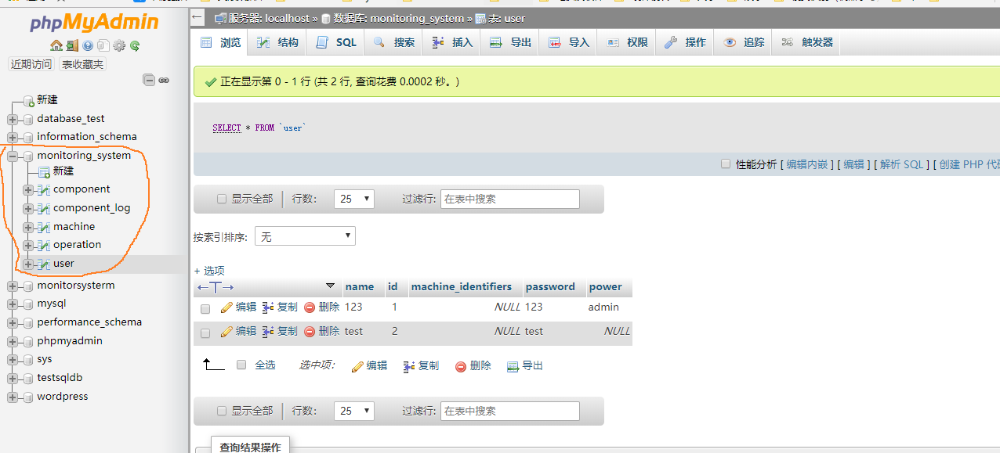 phpMyAdmin
近期访问 表收藏夹
新建
database_test
information_schema
monitoring_system
新建
component
component_log
machine
operation
user
monitorsysterm
mysql
performance_schema
phpmyadmin
sys
testsqldb
wordpress
← 服务器: localhost » 数据库: monitoring_system » 表: user
浏览 结构 SQL 搜索 插入 导出 导入 权限 操作 追踪 触发器
正在显示第 0 - 1 行 (共 2 行, 查询花费 0.0002 秒。)
SELECT * FROM `user`
性能分析 [ 编辑内嵌 ] [ 编辑 ] [ 解析 SQL ] [ 创建 PHP 代码
显示全部 行数: 25 过滤行: 在表中搜索
按索引排序: 无
+ 选项
←T→ name id machine_identifiers password power
编辑 复制 删除 123 1 NULL 123 admin
编辑 复制 删除 test 2 NULL test NULL
全选 选中项: 编辑 复制 删除 导出
显示全部 行数: 25 过滤行: 在表中搜索
查询结果操作